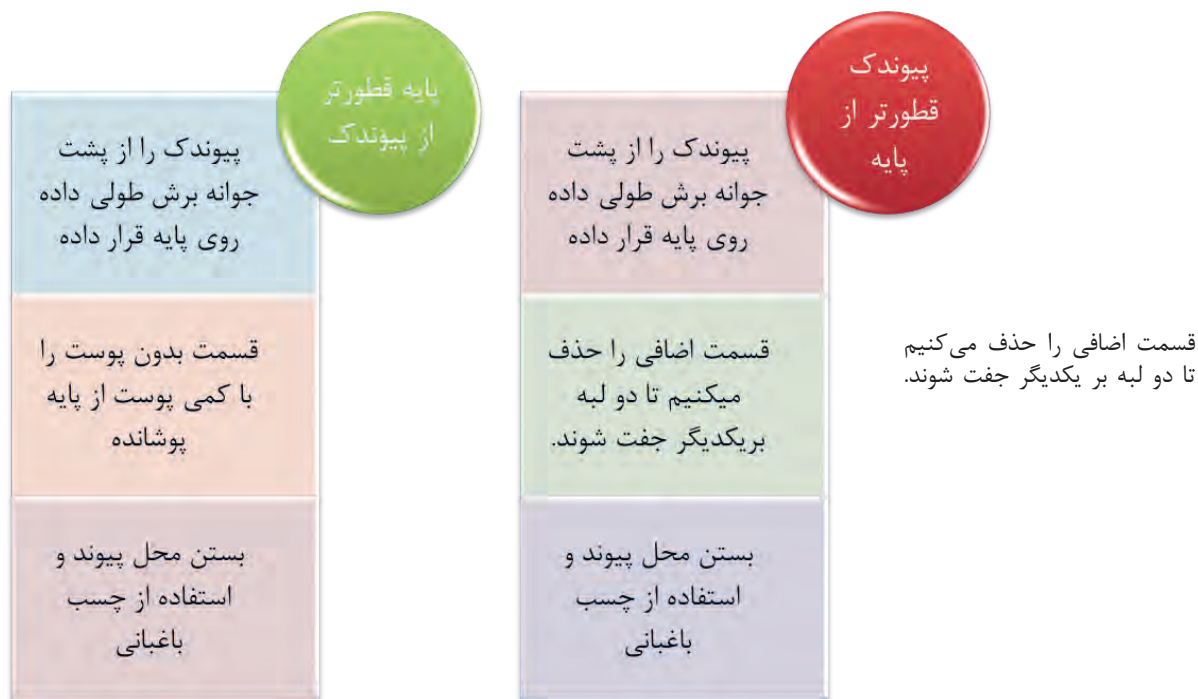 پیوندک
قطورتر از
پایه
پیوندک را از پشت
جوانه برش طولی داده
روی پایه قرار داده
قسمت اضافی را حذف
میکنیم تا دو لبه
بریکدیگر جفت شوند.
بستن محل پیوند و
استفاده از چسب
باغبانی
پایه قطورتر
از پیوندک
پیوندک را از پشت
جوانه برش طولی داده
روی پایه قرار داده
قسمت بدون پوست را
با کمی پوست از پایه
پوشانده
بستن محل پیوند و
استفاده از چسب
باغبانی
قسمت اضافی را حذف می‌کنیم
تا دو لبه بر یکدیگر جفت شوند.